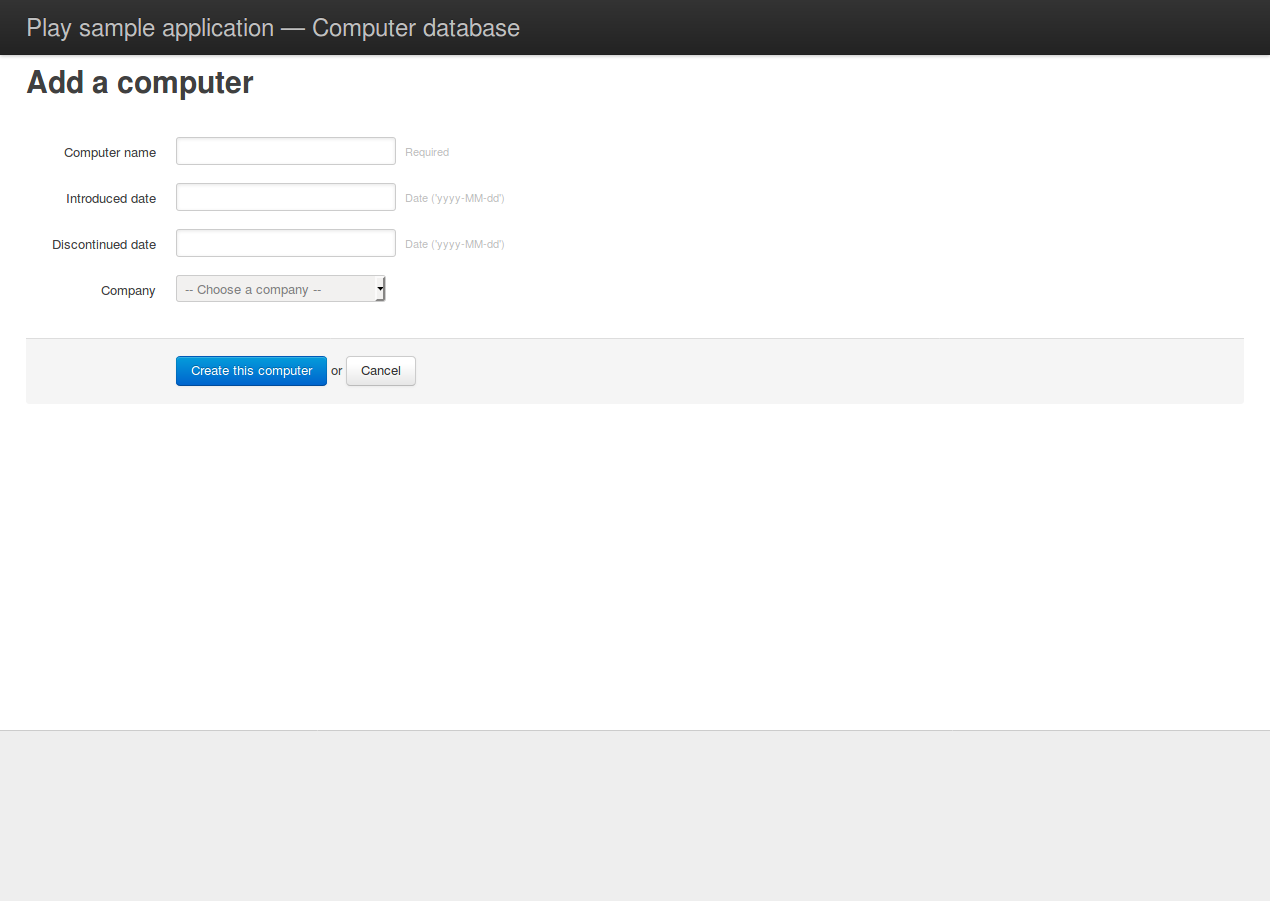 Play sample application — Computer database
Add a computer
Computer name Required
Introduced date Date ('yyyy-MM-dd')
Discontinued date Date ('yyyy-MM-dd')
Company -- Choose a company --
Create this computer or Cancel